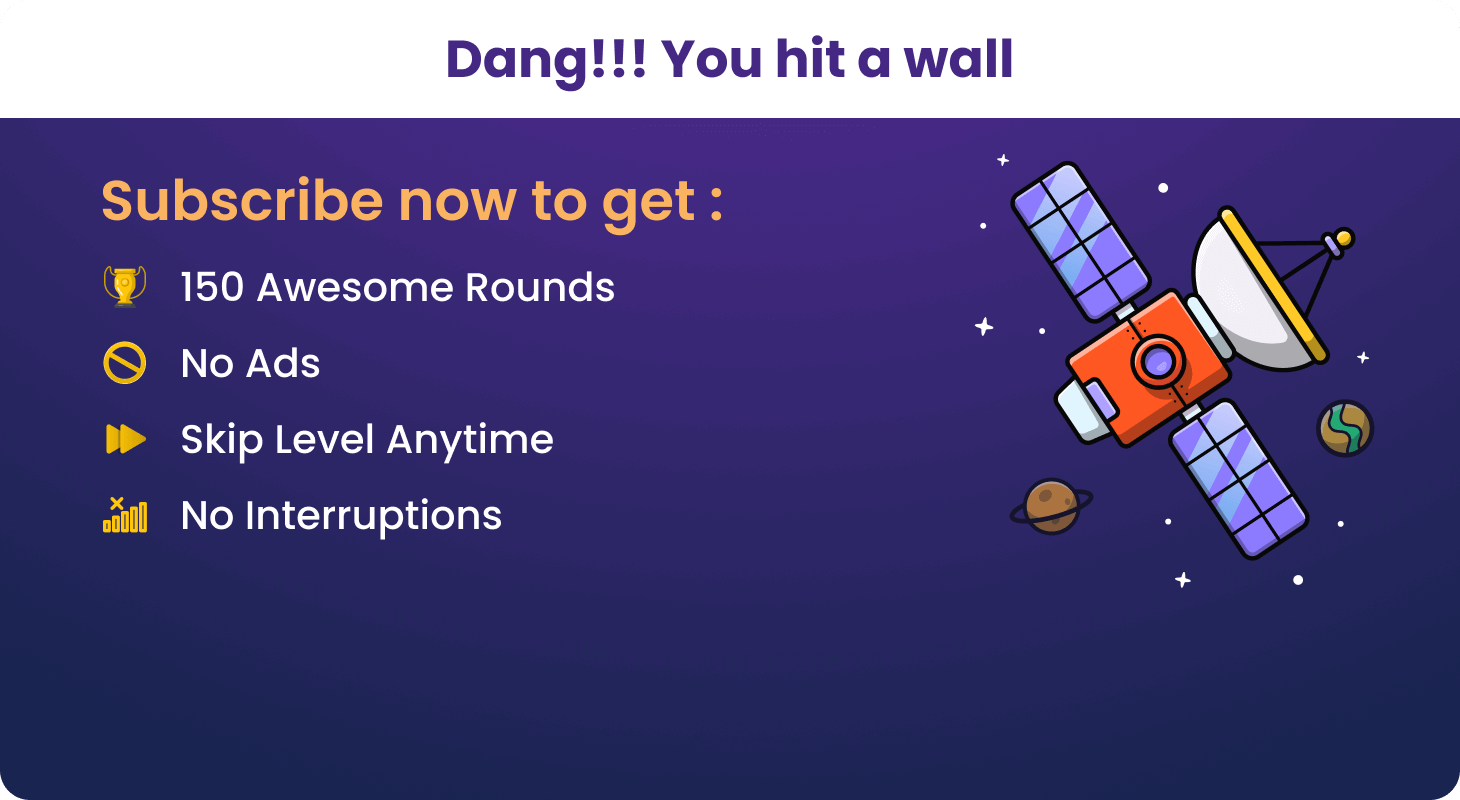 Dang!!! You hit a wall
Subscribe now to get :
150 Awesome Rounds
No Ads
Skip Level Anytime
No Interruptions